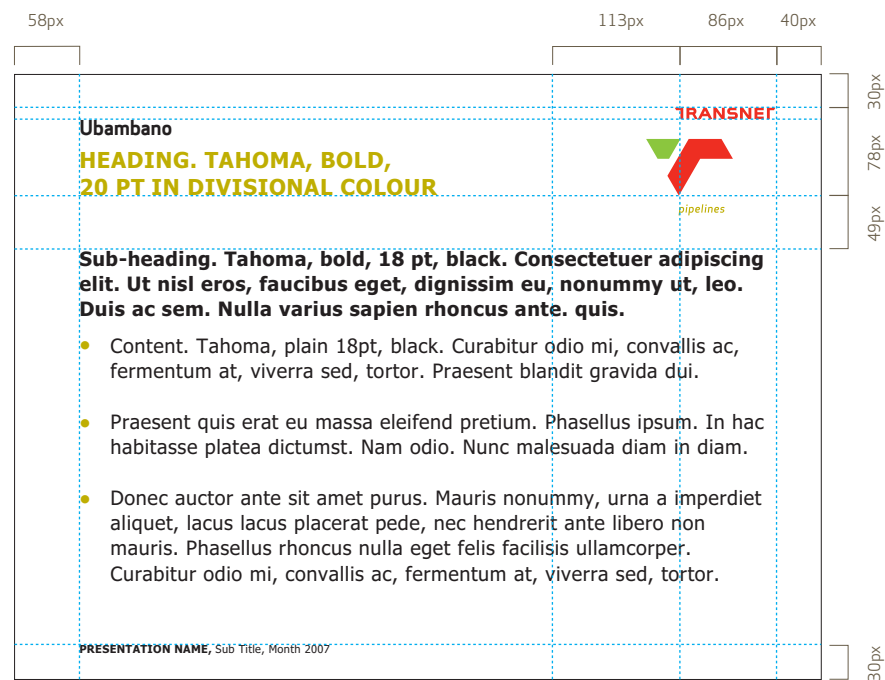 58px
113px
86px
40px
30px
TRANSNET
Ubambano
78px
HEADING. TAHOMA, BOLD,
20 PT IN DIVISIONAL COLOUR
pipelines
49px
Sub-heading. Tahoma, bold, 18 pt, black. Consectetuer adipiscing
elit. Ut nisl eros, faucibus eget, dignissim eu, nonummy ut, leo.
Duis ac sem. Nulla varius sapien rhoncus ante. quis.
• Content. Tahoma, plain 18pt, black. Curabitur odio mi, convallis ac,
fermentum at, viverra sed, tortor. Praesent blandit gravida dui.
• Praesent quis erat eu massa eleifend pretium. Phasellus ipsum. In hac
habitasse platea dictumst. Nam odio. Nunc malesuada diam in diam.
• Donec auctor ante sit amet purus. Mauris nonummy, urna a imperdiet
aliquet, lacus lacus placerat pede, nec hendrerit ante libero non
mauris. Phasellus rhoncus nulla eget felis facilisis ullamcorper.
Curabitur odio mi, convallis ac, fermentum at, viverra sed, tortor.
PRESENTATION NAME, Sub Title, Month 2007
30px